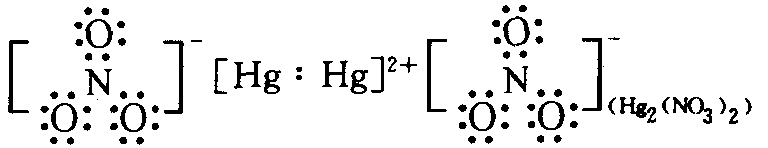 [:Ö: N :Ö: :Ö:]⁻ [Hg : Hg]²⁺ [:Ö: N :Ö: :Ö:]⁻ (Hg₂(NO₃)₂)